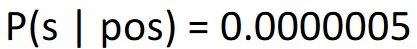 P(s | pos) = 0.0000005